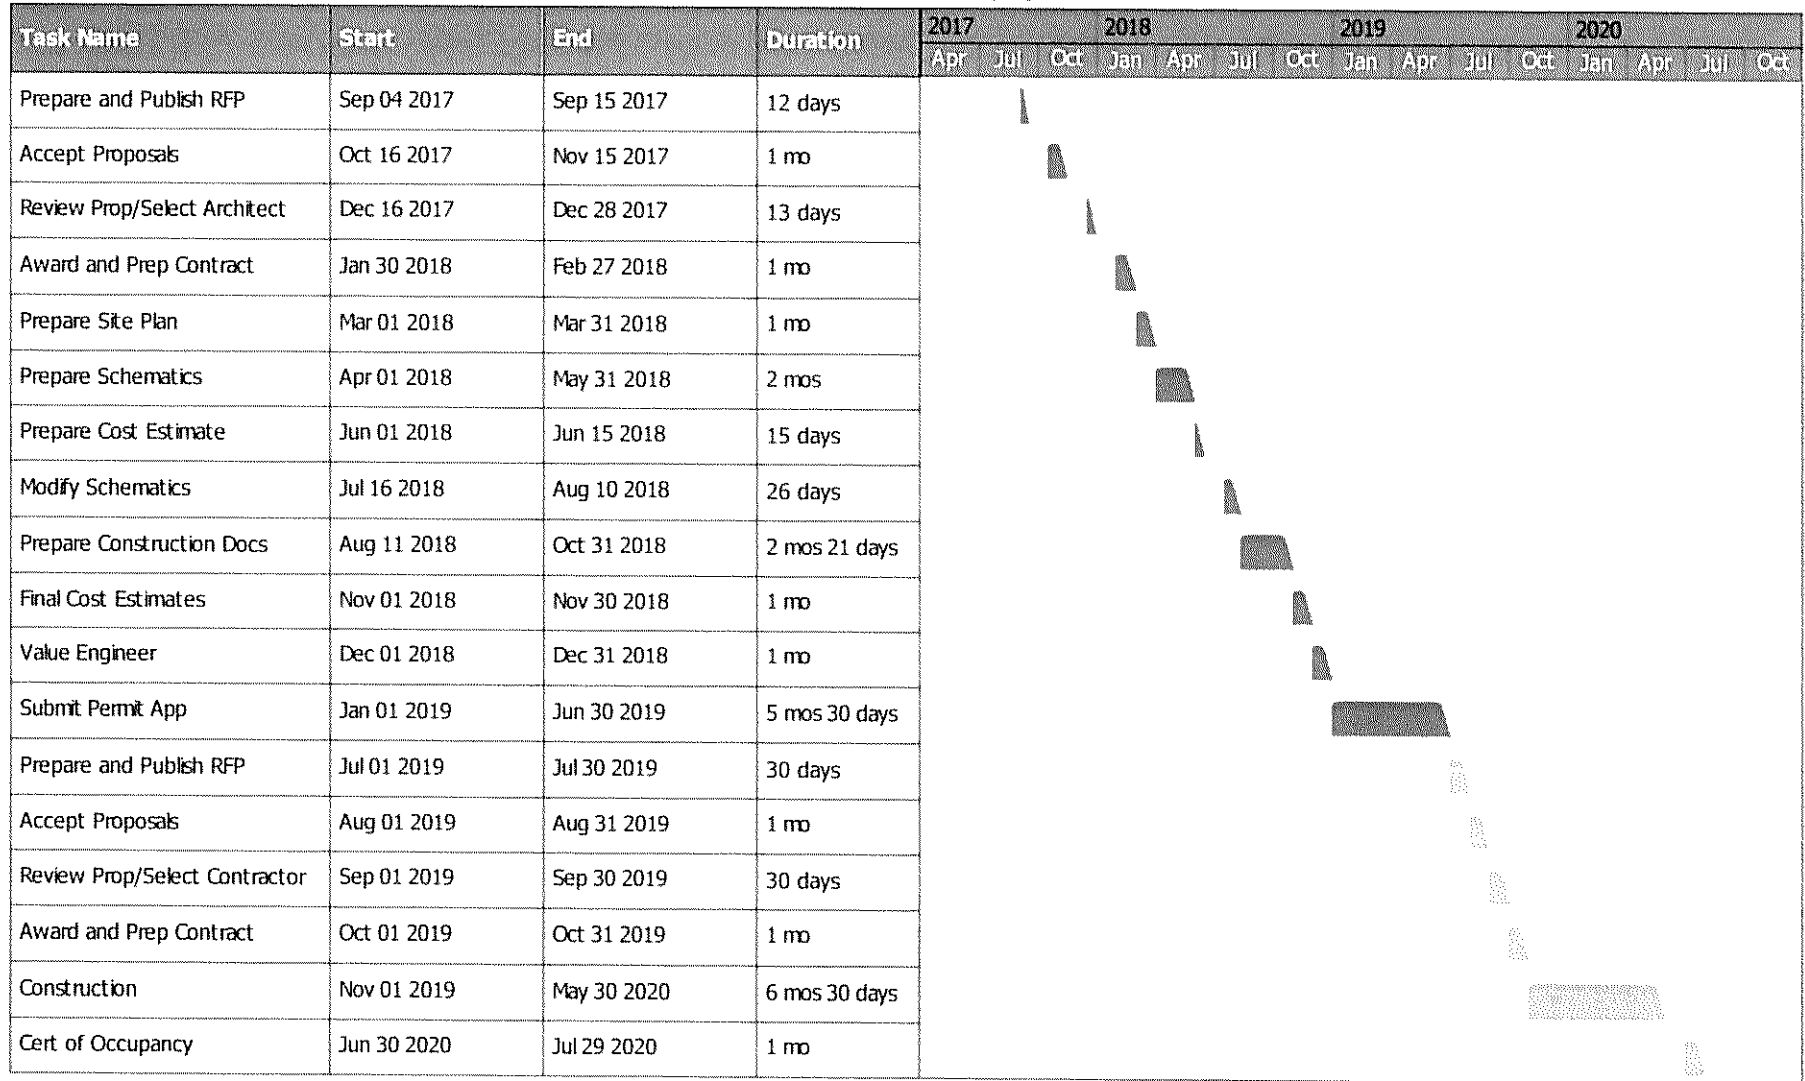 Task Name Start End Duration 2017 2018 2019 2020
Apr Jul Oct Jan Apr Jul Oct Jan Apr Jul Oct Jan Apr Jul Oct
Prepare and Publish RFP Sep 04 2017 Sep 15 2017 12 days
Accept Proposals Oct 16 2017 Nov 15 2017 1 mo
Review Prop/Select Architect Dec 16 2017 Dec 28 2017 13 days
Award and Prep Contract Jan 30 2018 Feb 27 2018 1 mo
Prepare Site Plan Mar 01 2018 Mar 31 2018 1 mo
Prepare Schematics Apr 01 2018 May 31 2018 2 mos
Prepare Cost Estimate Jun 01 2018 Jun 15 2018 15 days
Modify Schematics Jul 16 2018 Aug 10 2018 26 days
Prepare Construction Docs Aug 11 2018 Oct 31 2018 2 mos 21 days
Final Cost Estimates Nov 01 2018 Nov 30 2018 1 mo
Value Engineer Dec 01 2018 Dec 31 2018 1 mo
Submit Permit App Jan 01 2019 Jun 30 2019 5 mos 30 days
Prepare and Publish RFP Jul 01 2019 Jul 30 2019 30 days
Accept Proposals Aug 01 2019 Aug 31 2019 1 mo
Review Prop/Select Contractor Sep 01 2019 Sep 30 2019 30 days
Award and Prep Contract Oct 01 2019 Oct 31 2019 1 mo
Construction Nov 01 2019 May 30 2020 6 mos 30 days
Cert of Occupancy Jun 30 2020 Jul 29 2020 1 mo